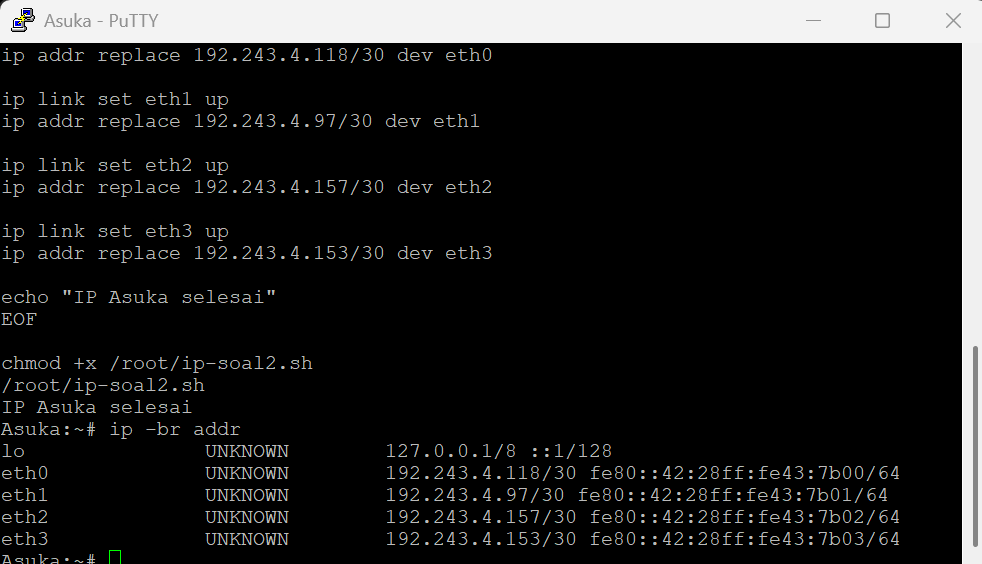 Asuka - PuTTY
ip addr replace 192.243.4.118/30 dev eth0
ip link set eth1 up
ip addr replace 192.243.4.97/30 dev eth1
ip link set eth2 up
ip addr replace 192.243.4.157/30 dev eth2
ip link set eth3 up
ip addr replace 192.243.4.153/30 dev eth3
echo "IP Asuka selesai"
EOF
chmod +x /root/ip-soal2.sh
/root/ip-soal2.sh
IP Asuka selesai
Asuka:~# ip -br addr
lo UNKNOWN 127.0.0.1/8 ::1/128
eth0 UNKNOWN 192.243.4.118/30 fe80::42:28ff:fe43:7b00/64
eth1 UNKNOWN 192.243.4.97/30 fe80::42:28ff:fe43:7b01/64
eth2 UNKNOWN 192.243.4.157/30 fe80::42:28ff:fe43:7b02/64
eth3 UNKNOWN 192.243.4.153/30 fe80::42:28ff:fe43:7b03/64
Asuka:~#